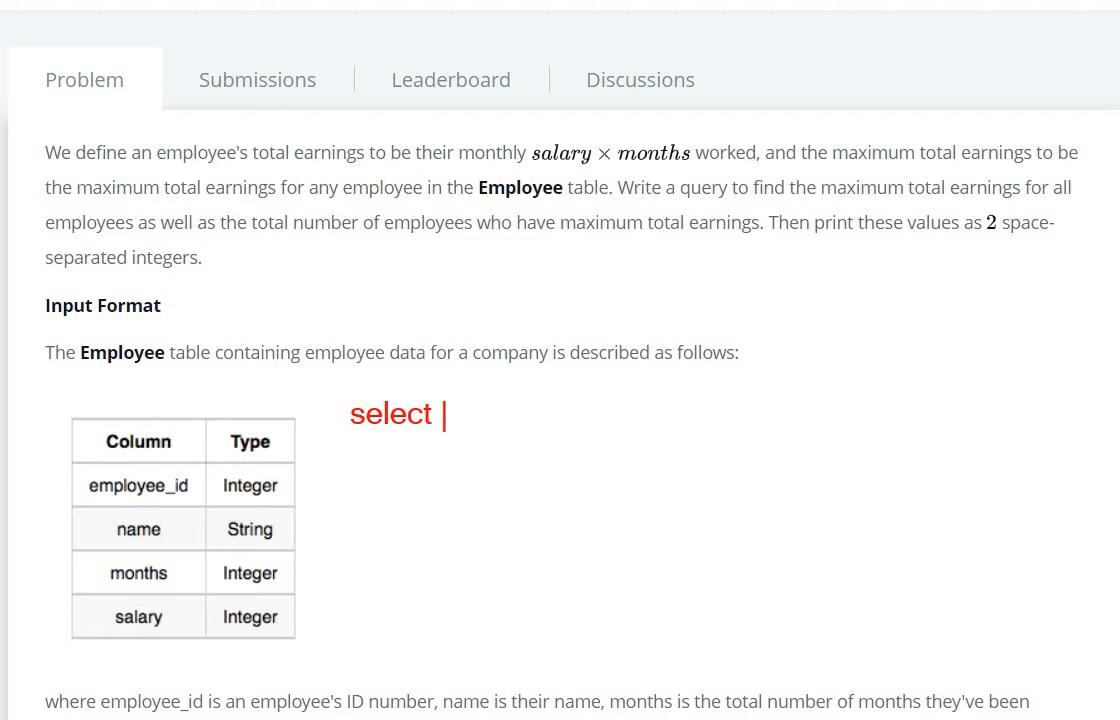 Problem
Submissions
Leaderboard
Discussions
We define an employee's total earnings to be their monthly salary × months worked, and the maximum total earnings to be
the maximum total earnings for any employee in the Employee table. Write a query to find the maximum total earnings for all
employees as well as the total number of employees who have maximum total earnings. Then print these values as 2 space-
separated integers.
Input Format
The Employee table containing employee data for a company is described as follows:
select
Column Type
employee_id Integer
name String
months Integer
salary Integer
where employee_id is an employee's ID number, name is their name, months is the total number of months they've been